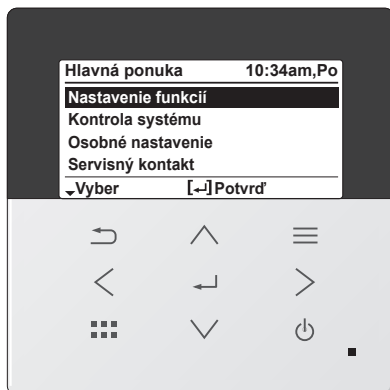 Hlavná ponuka 10:34am,Po
Nastavenie funkcií
Kontrola systému
Osobné nastavenie
Servisný kontakt
Vyber [↵]Potvrď